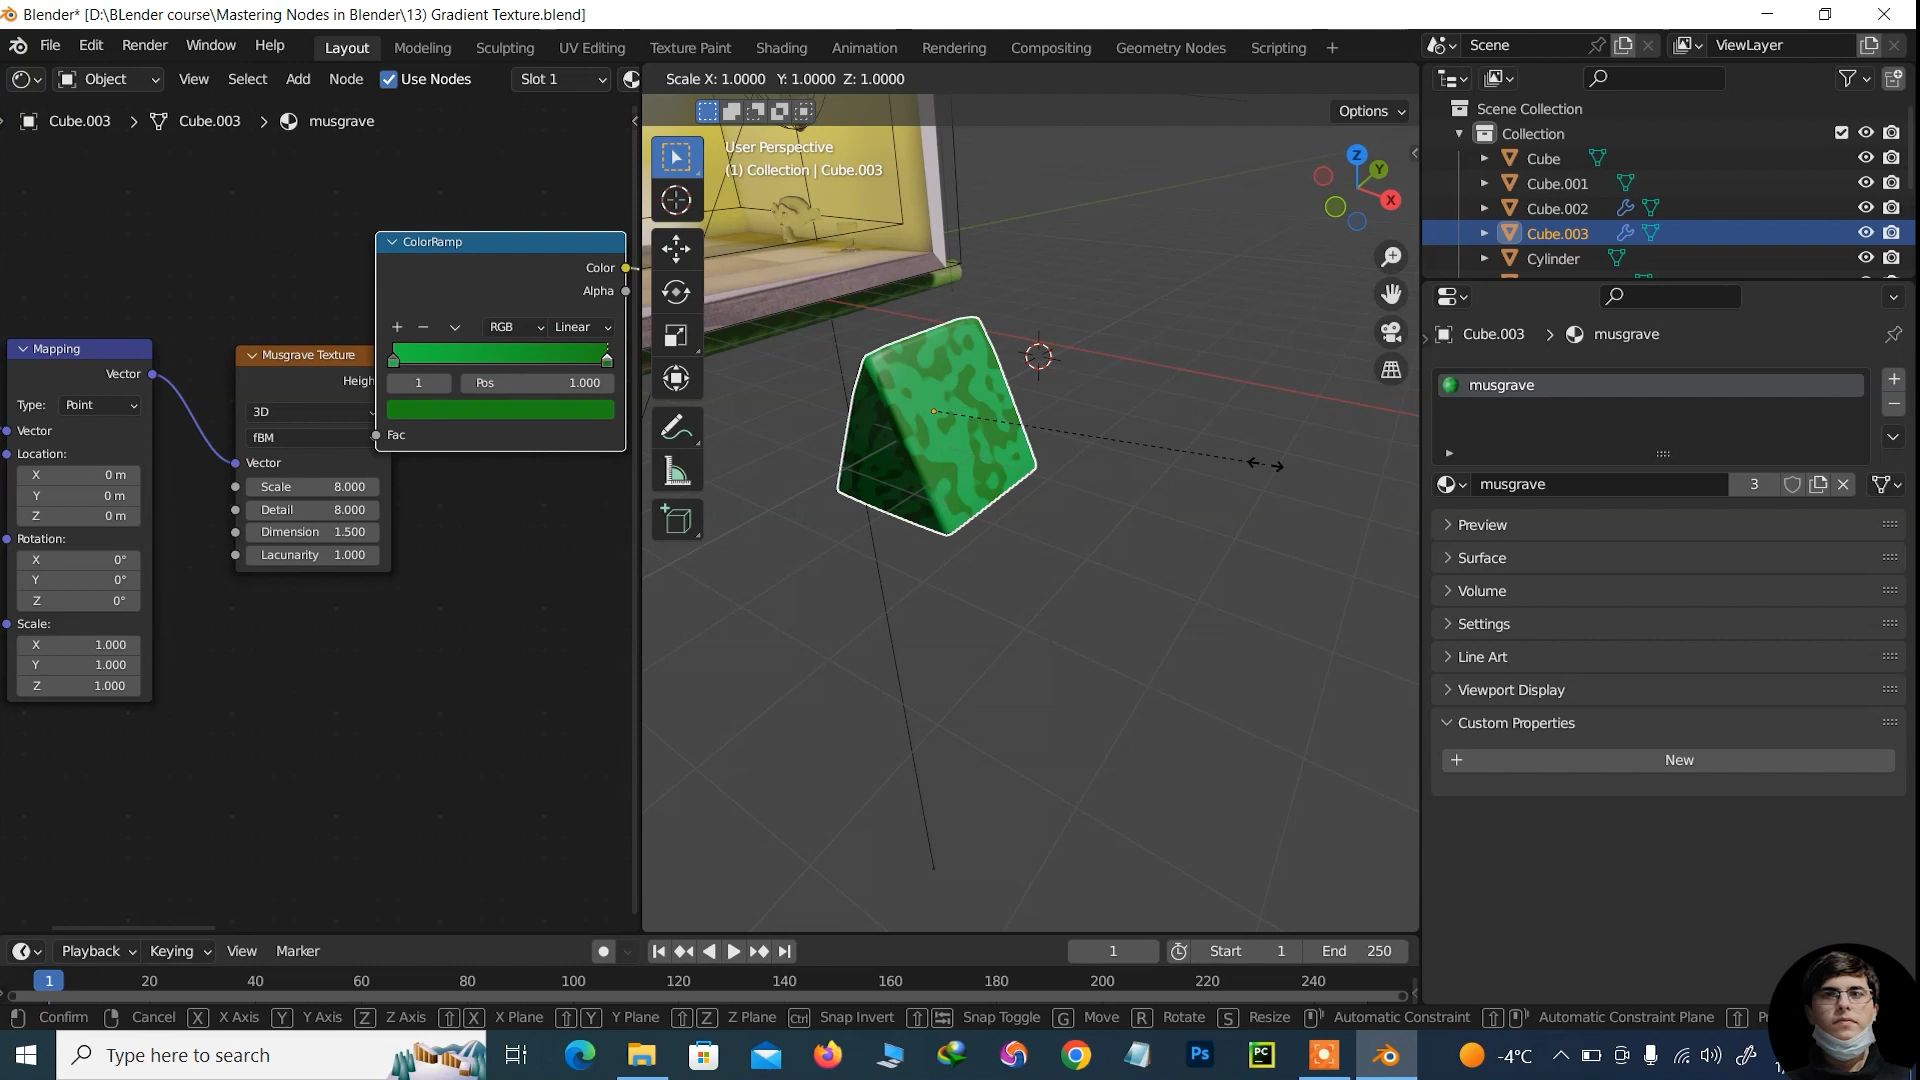 Blender* [D:\BLender course\Mastering Nodes in Blender\13) Gradient Texture.blend]
File Edit Render Window Help
Layout Modeling Sculpting UV Editing Texture Paint Shading Animation Rendering Compositing Geometry Nodes Scripting +
Scene
ViewLayer
Object View Select Add Node Use Nodes Slot 1
Scale X: 1.0000 Y: 1.0000 Z: 1.0000
Options
Cube.003 > Cube.003 > musgrave
User Perspective
(1) Collection | Cube.003
Z
Y
X
Scene Collection
Collection
Cube
Cube.001
Cube.002
Cube.003
Cylinder
ColorRamp
Color
Alpha
+ − RGB Linear
1 Pos 1.000
Fac
Mapping
Vector
Type: Point
Vector
Location:
X 0 m
Y 0 m
Z 0 m
Rotation:
X 0°
Y 0°
Z 0°
Scale:
X 1.000
Y 1.000
Z 1.000
Musgrave Texture
Heigh
3D
fBM
Vector
Scale 8.000
Detail 8.000
Dimension 1.500
Lacunarity 1.000
Cube.003 > musgrave
musgrave
musgrave 3
Preview
Surface
Volume
Settings
Line Art
Viewport Display
Custom Properties
+ New
Playback Keying View Marker
1 Start 1 End 250
1 20 40 60 80 100 120 140 160 180 200 220 240
Confirm Cancel X X Axis Y Y Axis Z Z Axis X X Plane Y Y Plane Z Z Plane Ctrl Snap Invert Snap Toggle G Move R Rotate S Resize Automatic Constraint Automatic Constraint Plane
Type here to search
Ps
PC
-4°C